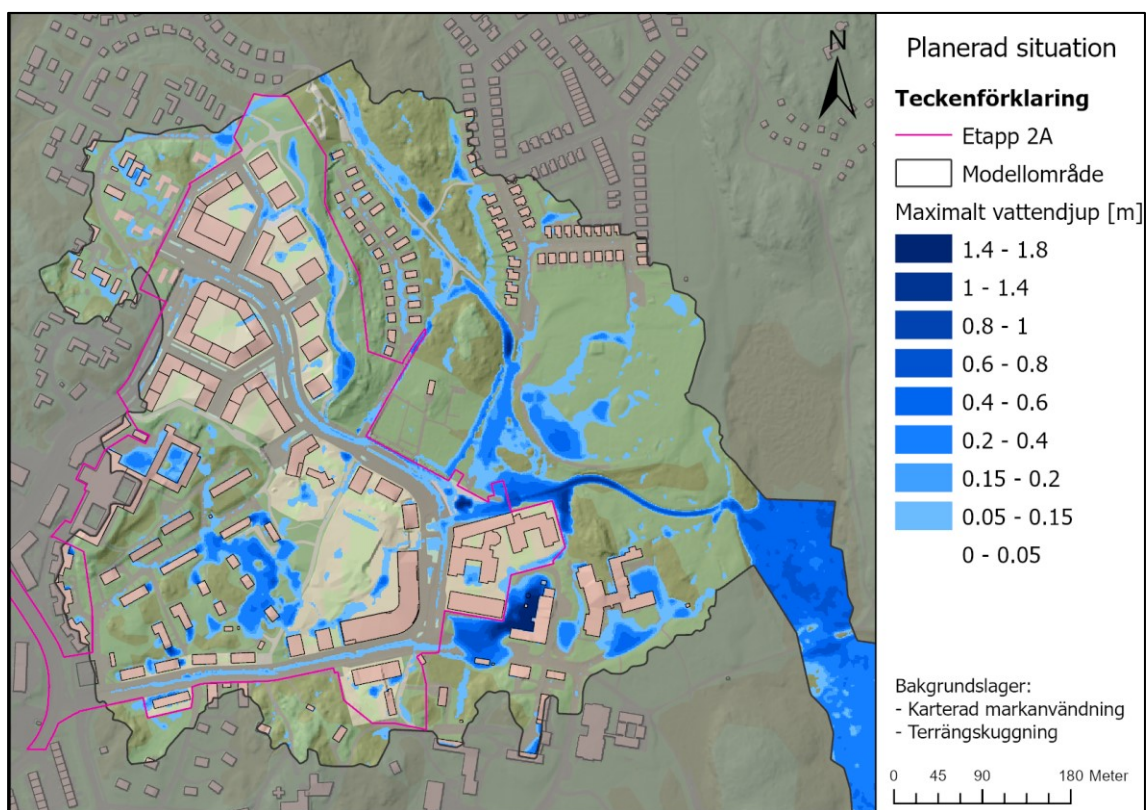 N
Planerad situation
Teckenförklaring
Etapp 2A
Modellområde
Maximalt vattendjup [m]
1.4 - 1.8
1 - 1.4
0.8 - 1
0.6 - 0.8
0.4 - 0.6
0.2 - 0.4
0.15 - 0.2
0.05 - 0.15
0 - 0.05
Bakgrundslager:
- Karterad markanvändning
- Terrängskuggning
0 45 90 180 Meter